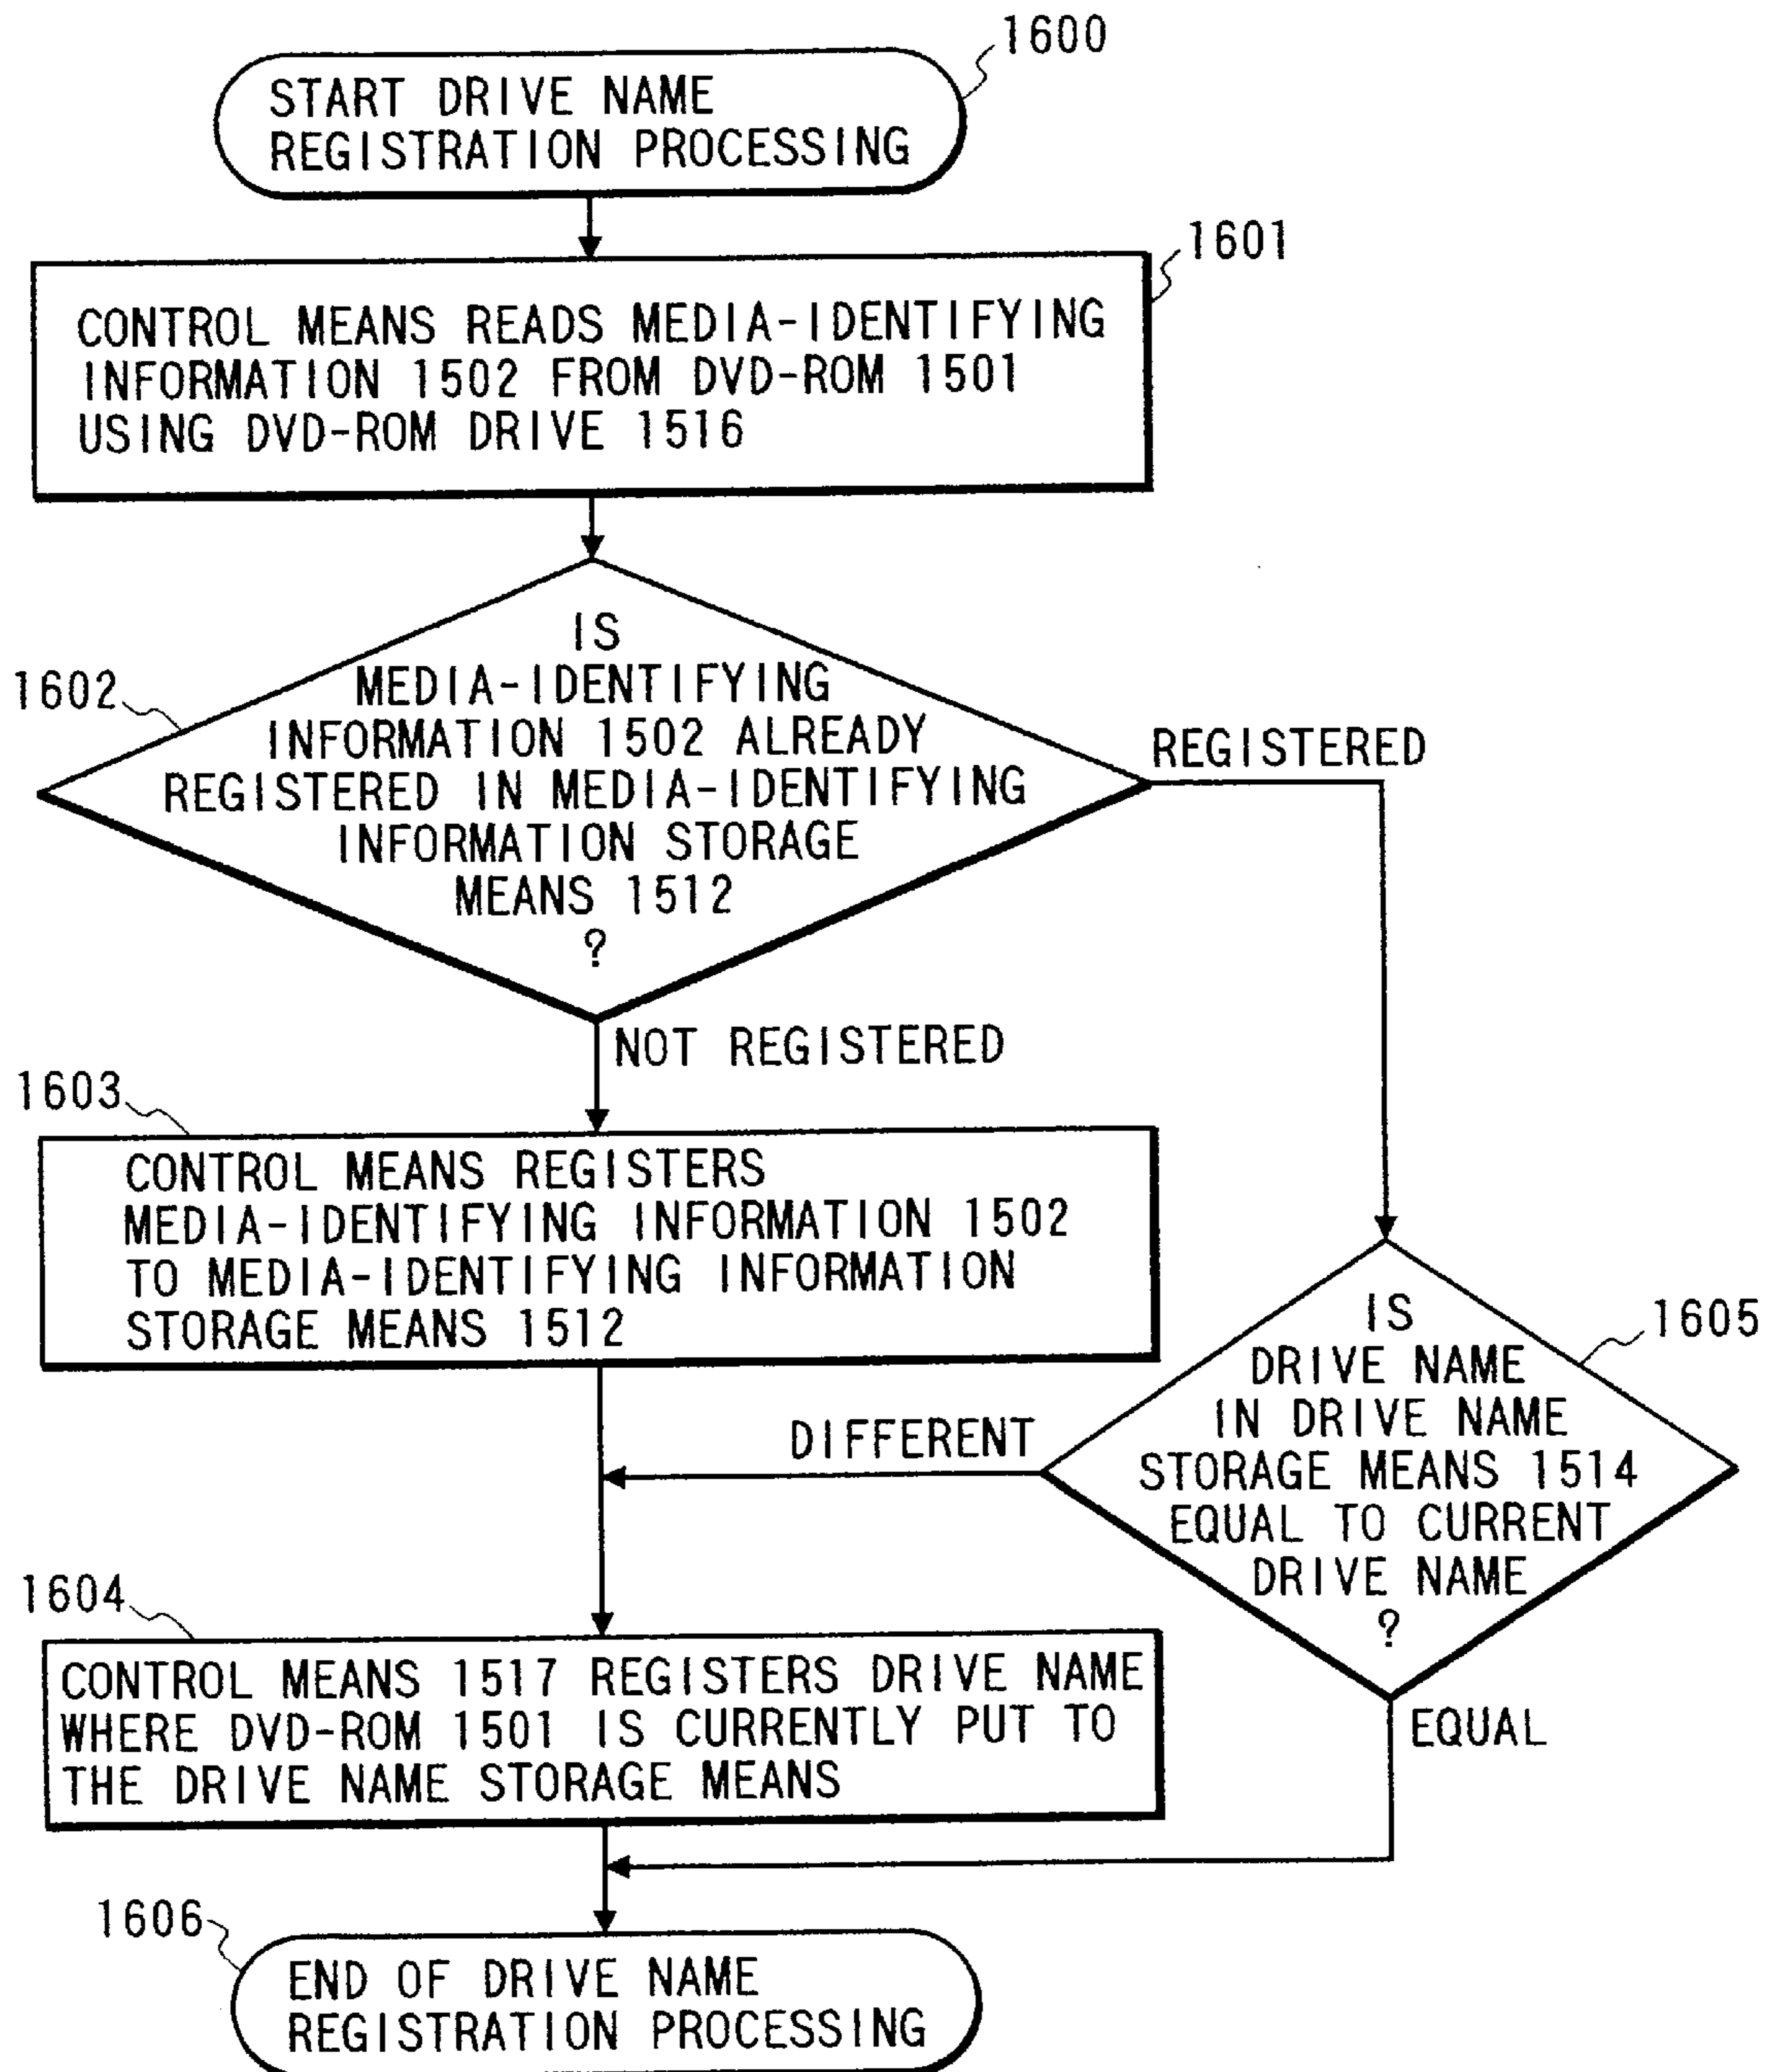 1600
START DRIVE NAME
REGISTRATION PROCESSING
1601
CONTROL MEANS READS MEDIA-IDENTIFYING
INFORMATION 1502 FROM DVD-ROM 1501
USING DVD-ROM DRIVE 1516
1602
IS
MEDIA-IDENTIFYING
INFORMATION 1502 ALREADY
REGISTERED IN MEDIA-IDENTIFYING
INFORMATION STORAGE
MEANS 1512
?
REGISTERED
NOT REGISTERED
1603
CONTROL MEANS REGISTERS
MEDIA-IDENTIFYING INFORMATION 1502
TO MEDIA-IDENTIFYING INFORMATION
STORAGE MEANS 1512
1605
IS
DRIVE NAME
IN DRIVE NAME
STORAGE MEANS 1514
EQUAL TO CURRENT
DRIVE NAME
?
DIFFERENT
EQUAL
1604
CONTROL MEANS 1517 REGISTERS DRIVE NAME
WHERE DVD-ROM 1501 IS CURRENTLY PUT TO
THE DRIVE NAME STORAGE MEANS
1606
END OF DRIVE NAME
REGISTRATION PROCESSING